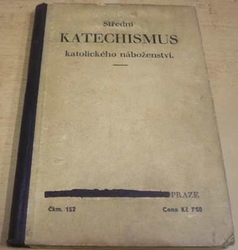 Střední
KATECHISMUS
katolického náboženství.
PRAZE
Čkm. 152
Cena Kč 7·50